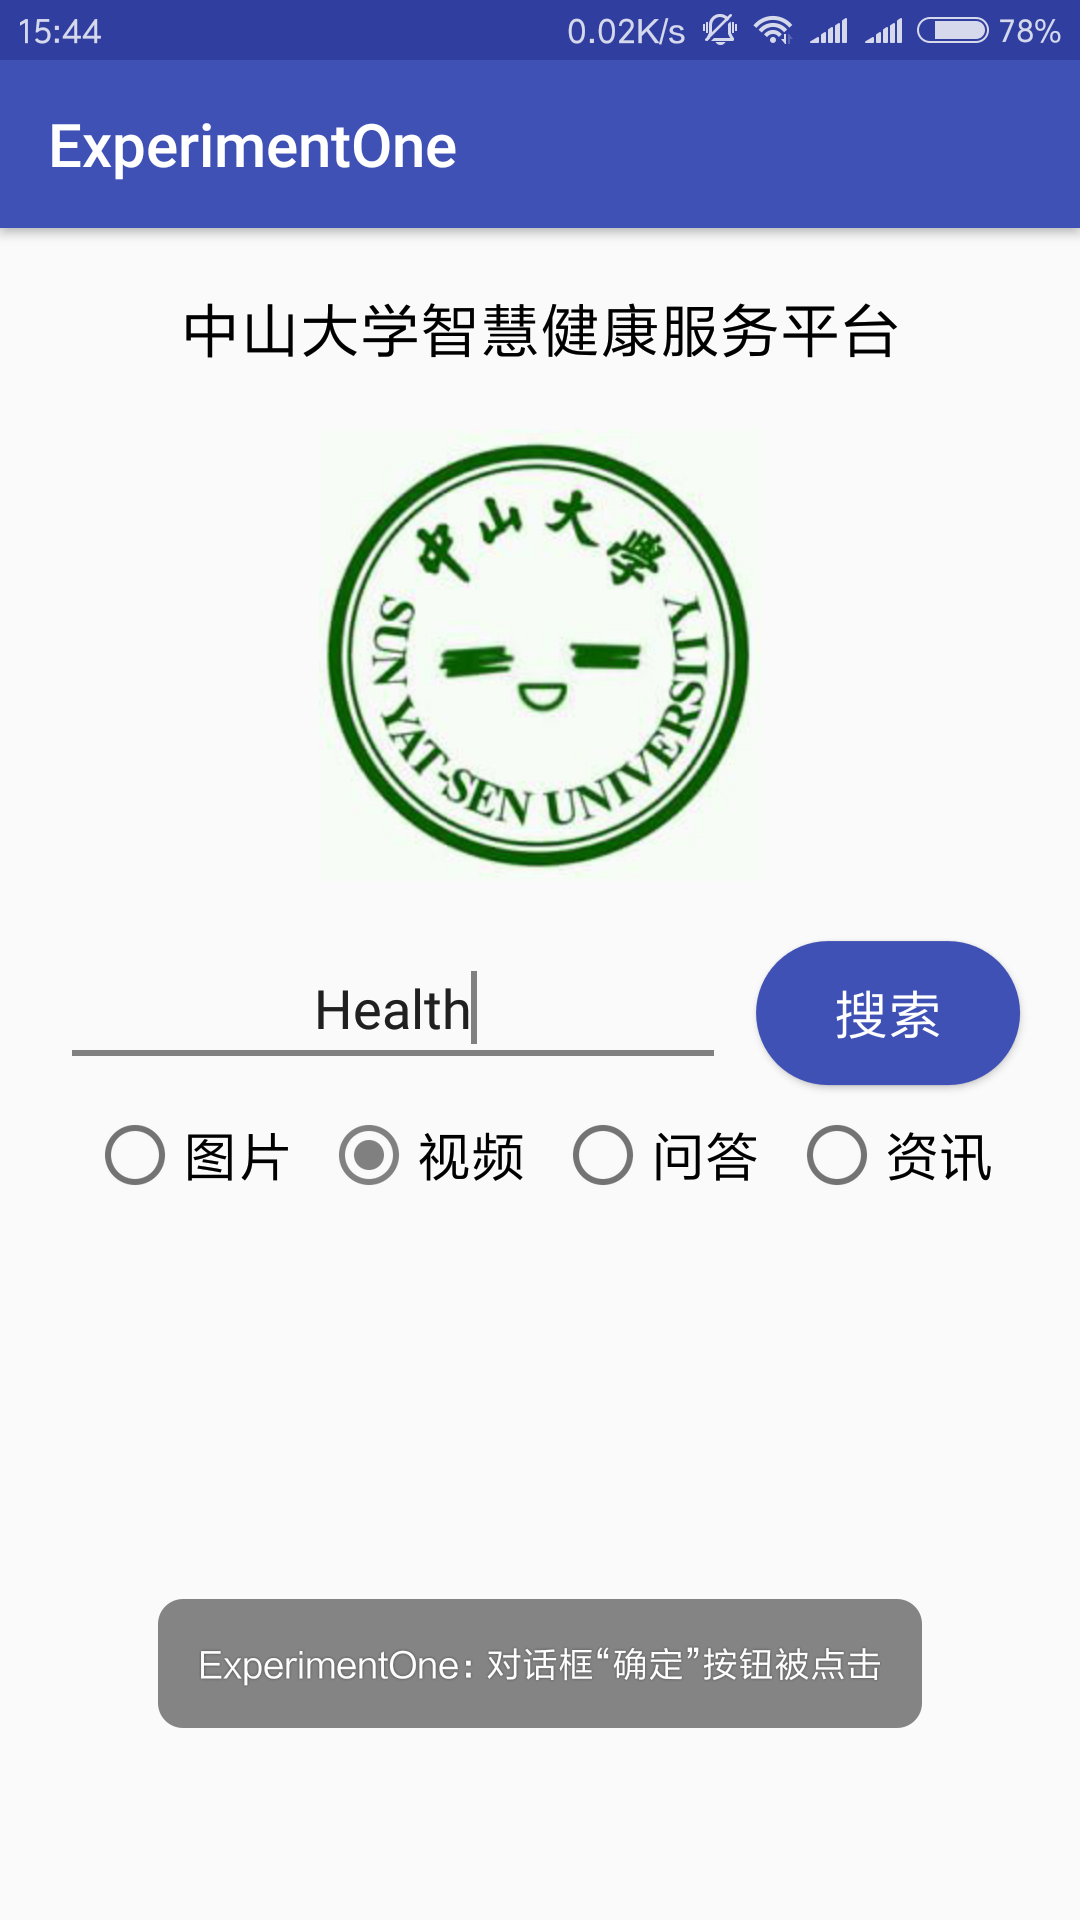 15:44 0.02K/s 78%
ExperimentOne
中山大学智慧健康服务平台
中山大學
SUN YAT-SEN UNIVERSITY
Health 搜索
图片 视频 问答 资讯
ExperimentOne：对话框“确定”按钮被点击